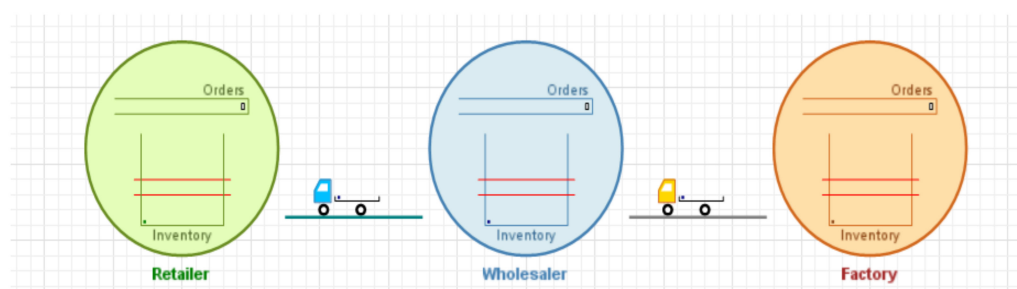 Orders
0
Inventory
Retailer
Orders
0
Inventory
Wholesaler
Orders
0
Inventory
Factory